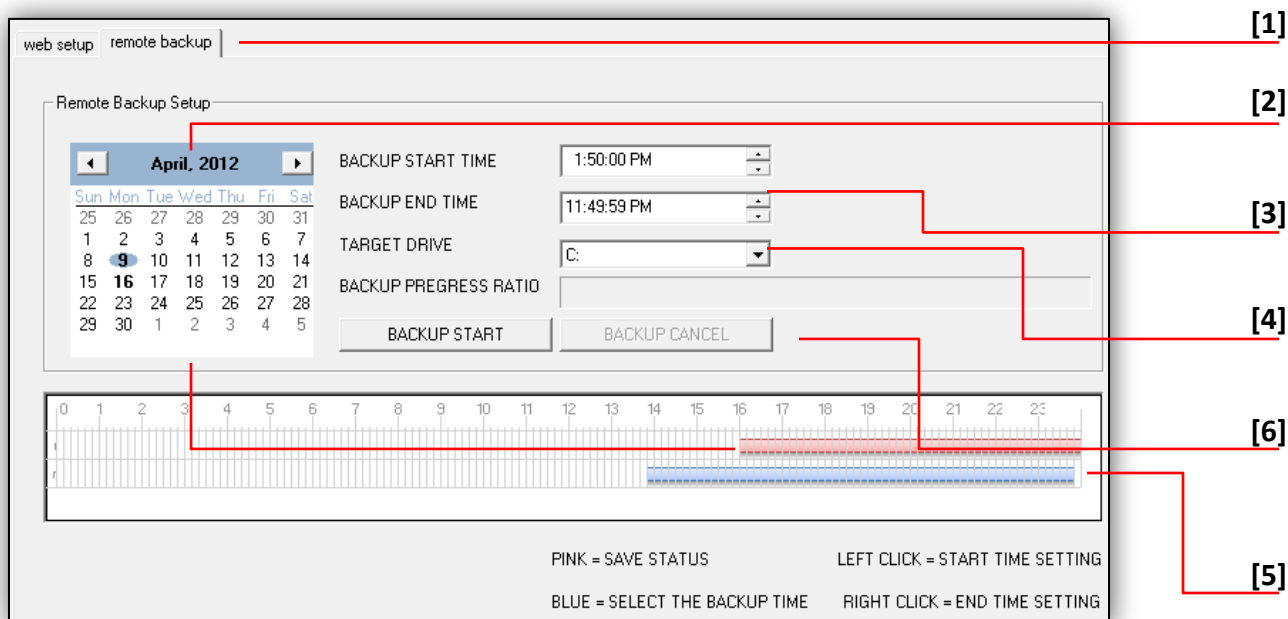 web setup remote backup
[1]
Remote Backup Setup
[2]
April, 2012
Sun Mon Tue Wed Thu Fri Sat
25 26 27 28 29 30 31
1 2 3 4 5 6 7
8 9 10 11 12 13 14
15 16 17 18 19 20 21
22 23 24 25 26 27 28
29 30 1 2 3 4 5
BACKUP START TIME 1:50:00 PM
BACKUP END TIME 11:49:59 PM
[3]
TARGET DRIVE C:
BACKUP PREGRESS RATIO
[4]
BACKUP START BACKUP CANCEL
0 1 2 3 4 5 6 7 8 9 10 11 12 13 14 15 16 17 18 19 20 21 22 23
[6]
[5]
PINK = SAVE STATUS LEFT CLICK = START TIME SETTING
BLUE = SELECT THE BACKUP TIME RIGHT CLICK = END TIME SETTING